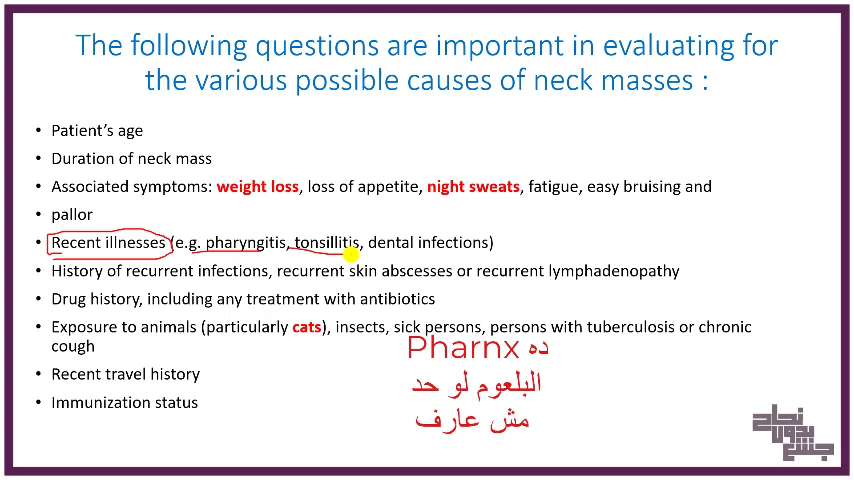 The following questions are important in evaluating for
the various possible causes of neck masses :
• Patient's age
• Duration of neck mass
• Associated symptoms: weight loss, loss of appetite, night sweats, fatigue, easy bruising and
• pallor
• Recent illnesses (e.g. pharyngitis, tonsillitis, dental infections)
• History of recurrent infections, recurrent skin abscesses or recurrent lymphadenopathy
• Drug history, including any treatment with antibiotics
• Exposure to animals (particularly cats), insects, sick persons, persons with tuberculosis or chronic
cough
• Recent travel history
• Immunization status
ده Pharnx
البلعوم لو حد
مش عارف
نجاح
بدون
جشع